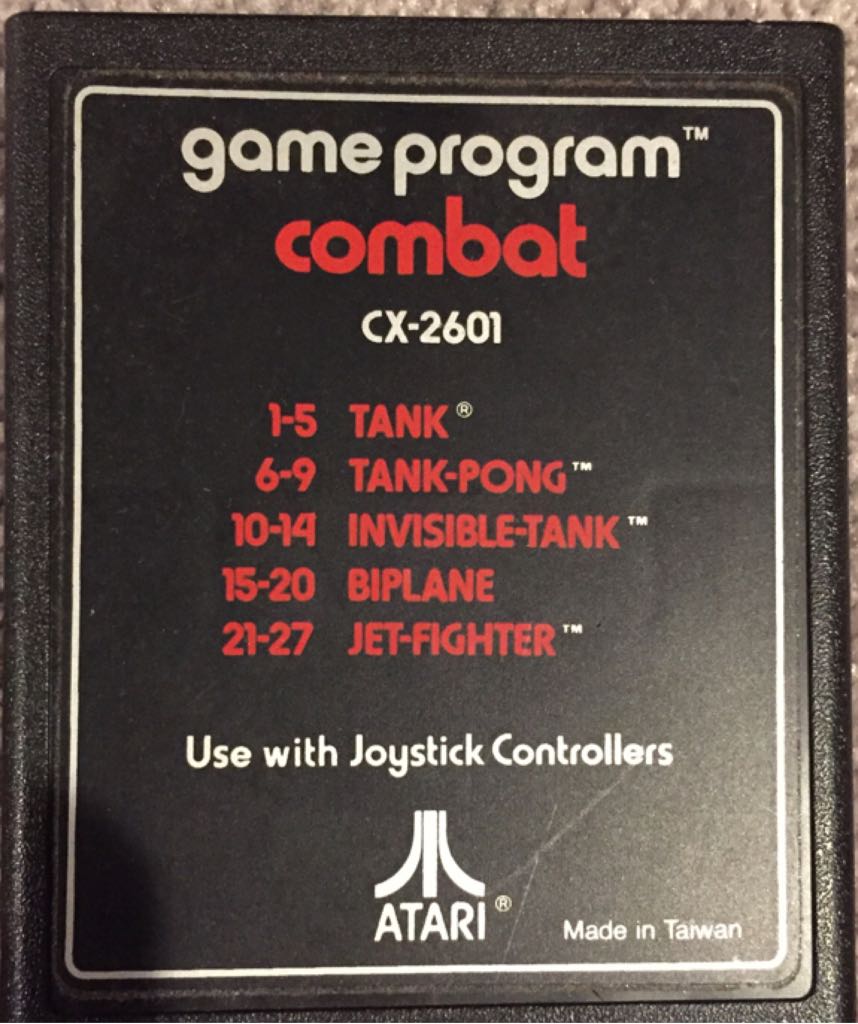 game program™
combat
CX-2601
1-5 TANK®
6-9 TANK-PONG™
10-14 INVISIBLE-TANK™
15-20 BIPLANE
21-27 JET-FIGHTER™
Use with Joystick Controllers
ATARI®
Made in Taiwan